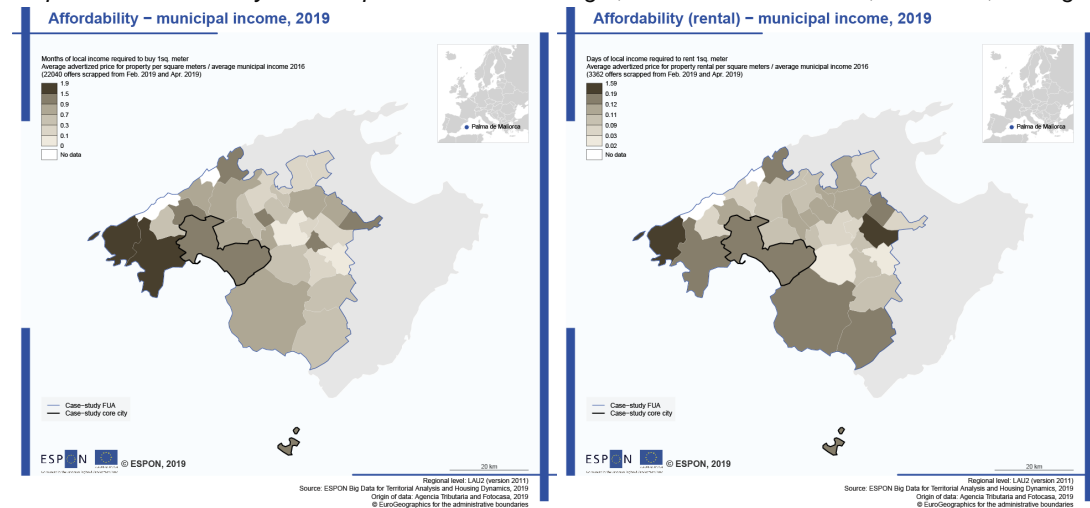 Affordability − municipal income, 2019
Months of local income required to buy 1sq. meter
Average advertized price for property per square meters / average municipal income 2016
(22040 offers scrapped from Feb. 2019 and Apr. 2019)
1.9
1.5
0.9
0.7
0.3
0.1
0
No data
Palma de Mallorca
Case−study FUA
Case−study core city
ESPON
© ESPON, 2019
20 km
Regional level: LAU2 (version 2011)
Source: ESPON Big Data for Territorial Analysis and Housing Dynamics, 2019
Origin of data: Agencia Tributaria and Fotocasa, 2019
© EuroGeographics for the administrative boundaries
Affordability (rental) − municipal income, 2019
Days of local income required to rent 1sq. meter
Average advertized price for property rental per square meters / average municipal income 2016
(3362 offers scrapped from Feb. 2019 and Apr. 2019)
1.59
0.19
0.12
0.11
0.09
0.03
0.02
No data
Palma de Mallorca
Case−study FUA
Case−study core city
ESPON
© ESPON, 2019
20 km
Regional level: LAU2 (version 2011)
Source: ESPON Big Data for Territorial Analysis and Housing Dynamics, 2019
Origin of data: Agencia Tributaria and Fotocasa, 2019
© EuroGeographics for the administrative boundaries